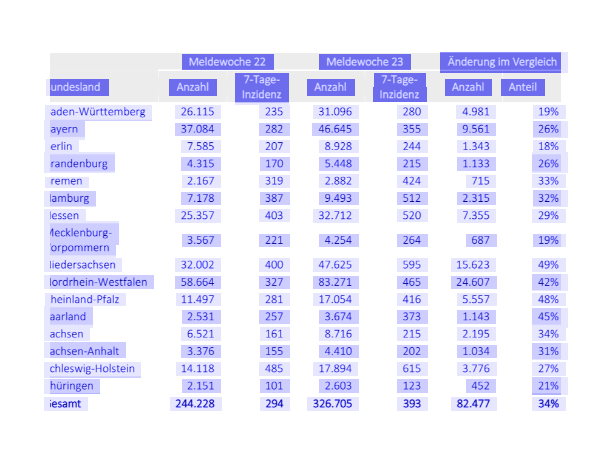 Meldewoche 22 Meldewoche 23 Änderung im Vergleich
undesland Anzahl 7-Tage-Inzidenz Anzahl 7-Tage-Inzidenz Anzahl Anteil
aden-Württemberg 26.115 235 31.096 280 4.981 19%
ayern 37.084 282 46.645 355 9.561 26%
erlin 7.585 207 8.928 244 1.343 18%
randenburg 4.315 170 5.448 215 1.133 26%
remen 2.167 319 2.882 424 715 33%
lamburg 7.178 387 9.493 512 2.315 32%
lessen 25.357 403 32.712 520 7.355 29%
Mecklenburg-
orpommern 3.567 221 4.254 264 687 19%
liedersachsen 32.002 400 47.625 595 15.623 49%
lordrhein-Westfalen 58.664 327 83.271 465 24.607 42%
heinland-Pfalz 11.497 281 17.054 416 5.557 48%
aarland 2.531 257 3.674 373 1.143 45%
achsen 6.521 161 8.716 215 2.195 34%
achsen-Anhalt 3.376 155 4.410 202 1.034 31%
chleswig-Holstein 14.118 485 17.894 615 3.776 27%
hüringen 2.151 101 2.603 123 452 21%
Gesamt 244.228 294 326.705 393 82.477 34%